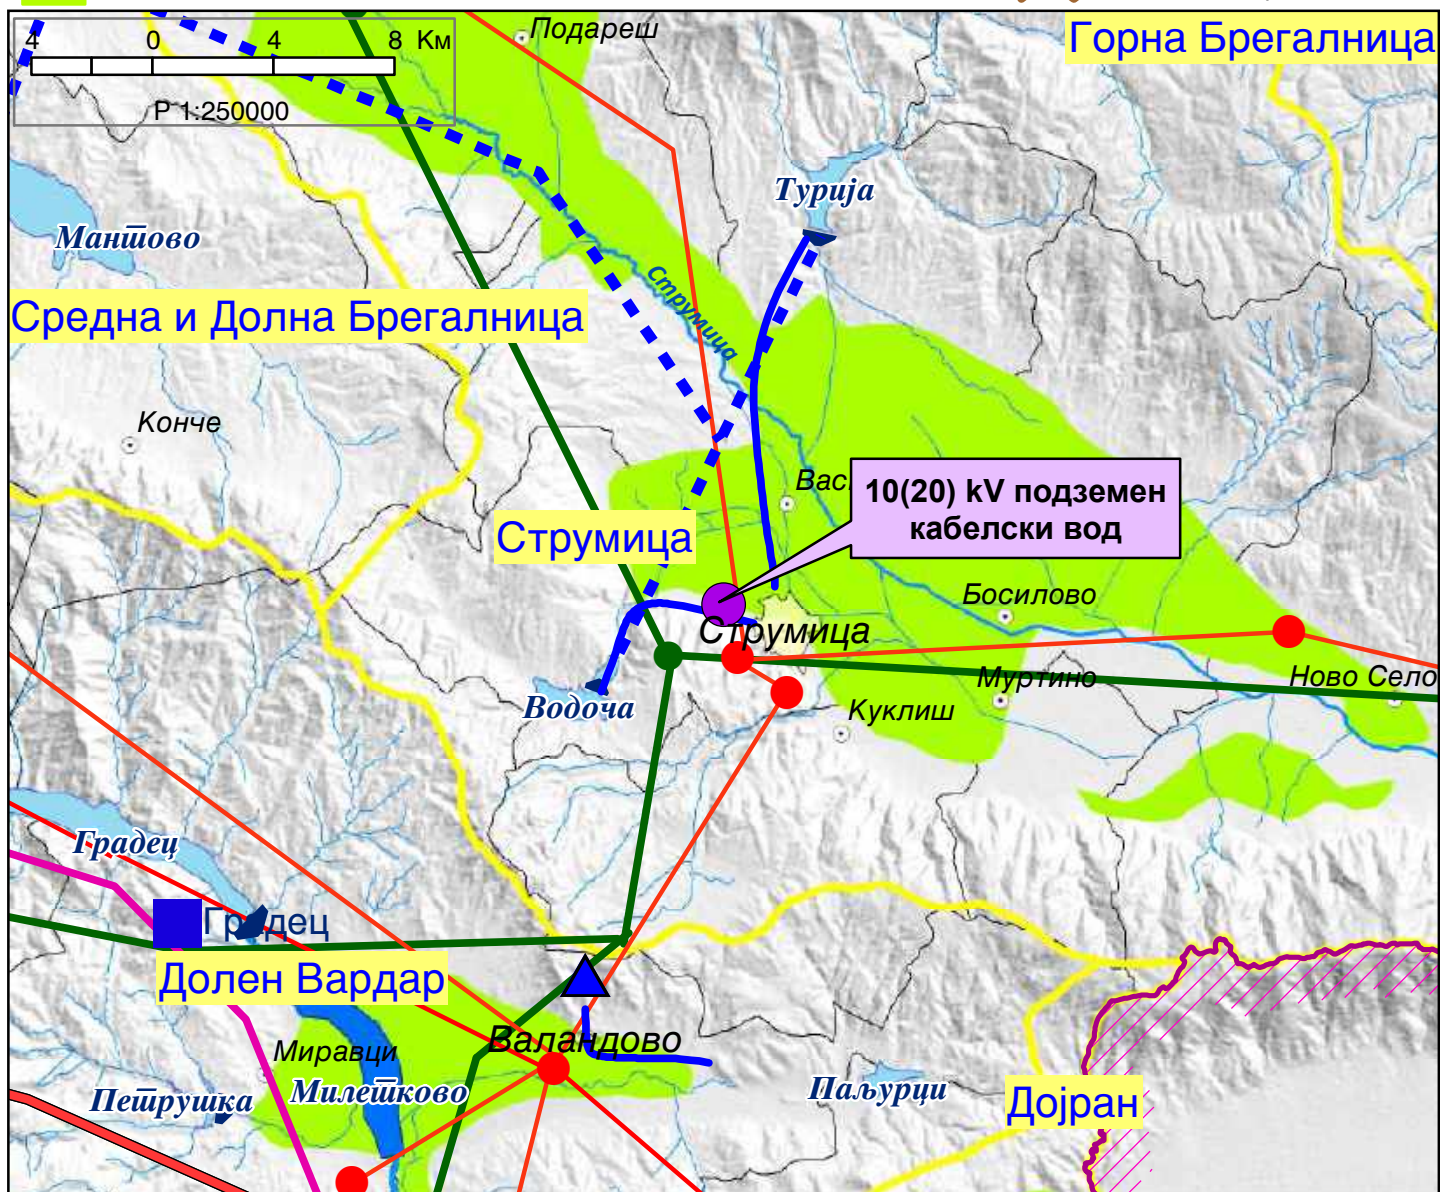 Подареш
Горна Брегалница
4 0 4 8 Км
Р 1:250000
Турија
Мантово
Струмица
Средна и Долна Брегалница
Конче
10(20) kV подземен
кабелски вод
Струмица
Босилово
Струмица
Муртино
Ново Село
Водоча
Куклиш
Градец
Градец
Долен Вардар
Валандово
Миравци
Милетково
Паљурци
Петрушка
Дојран